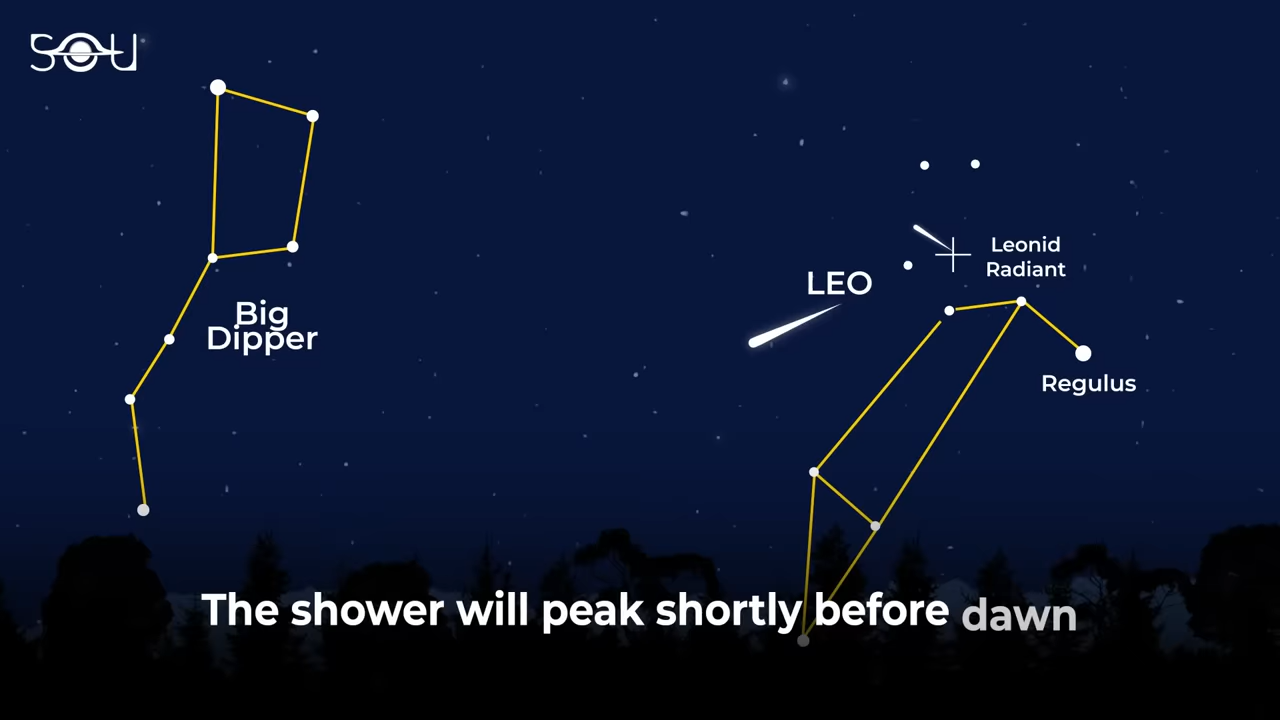 SOU
Big
Dipper
LEO
Leonid
Radiant
Regulus
The shower will peak shortly before dawn